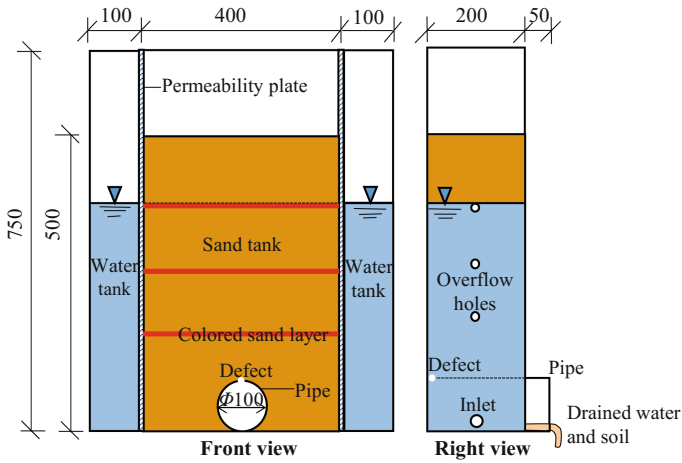 100
400
100
200
50
Permeability plate
750
500
Water
tank
Sand tank
Water
tank
Colored sand layer
Defect
Φ100
Pipe
Front view
Overflow
holes
Defect
Pipe
Inlet
Drained water
and soil
Right view